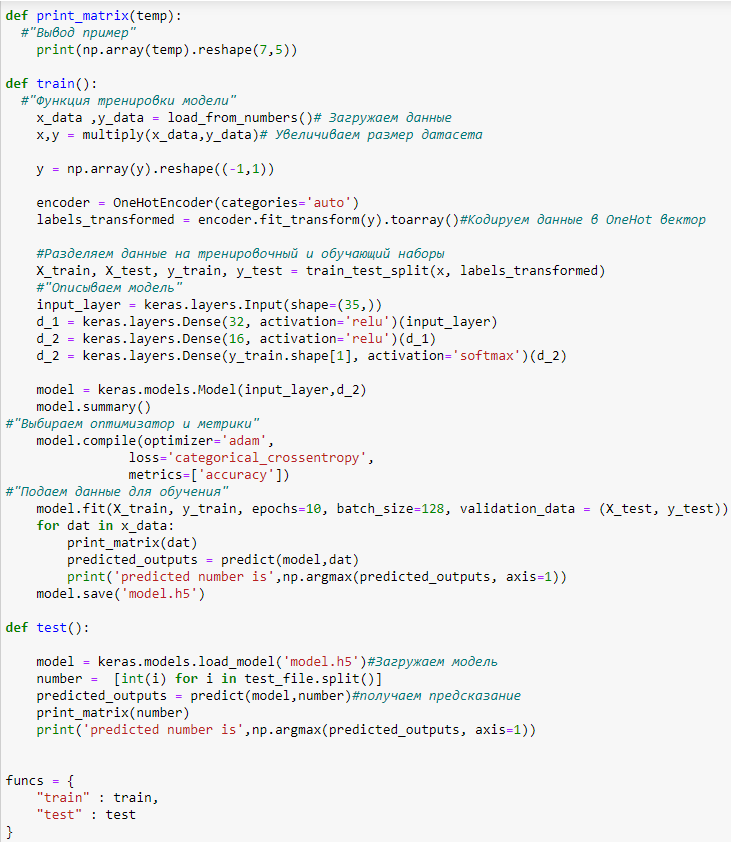 def print_matrix(temp):
  #"Вывод пример"
    print(np.array(temp).reshape(7,5))

def train():
  #"Функция тренировки модели"
    x_data ,y_data = load_from_numbers()# Загружаем данные
    x,y = multiply(x_data,y_data)# Увеличиваем размер датасета

    y = np.array(y).reshape((-1,1))

    encoder = OneHotEncoder(categories='auto')
    labels_transformed = encoder.fit_transform(y).toarray()#Кодируем данные в OneHot вектор

    #Разделяем данные на тренировочный и обучающий наборы
    X_train, X_test, y_train, y_test = train_test_split(x, labels_transformed)
    #"Описываем модель"
    input_layer = keras.layers.Input(shape=(35,))
    d_1 = keras.layers.Dense(32, activation='relu')(input_layer)
    d_2 = keras.layers.Dense(16, activation='relu')(d_1)
    d_2 = keras.layers.Dense(y_train.shape[1], activation='softmax')(d_2)

    model = keras.models.Model(input_layer,d_2)
    model.summary()
#"Выбираем оптимизатор и метрики"
    model.compile(optimizer='adam',
                loss='categorical_crossentropy',
                metrics=['accuracy'])
#"Подаем данные для обучения"
    model.fit(X_train, y_train, epochs=10, batch_size=128, validation_data = (X_test, y_test))
    for dat in x_data:
        print_matrix(dat)
        predicted_outputs = predict(model,dat)
        print('predicted number is',np.argmax(predicted_outputs, axis=1))
    model.save('model.h5')

def test():

    model = keras.models.load_model('model.h5')#Загружаем модель
    number =  [int(i) for i in test_file.split()]
    predicted_outputs = predict(model,number)#получаем предсказание
    print_matrix(number)
    print('predicted number is',np.argmax(predicted_outputs, axis=1))


funcs = {
    "train" : train,
    "test" : test
}